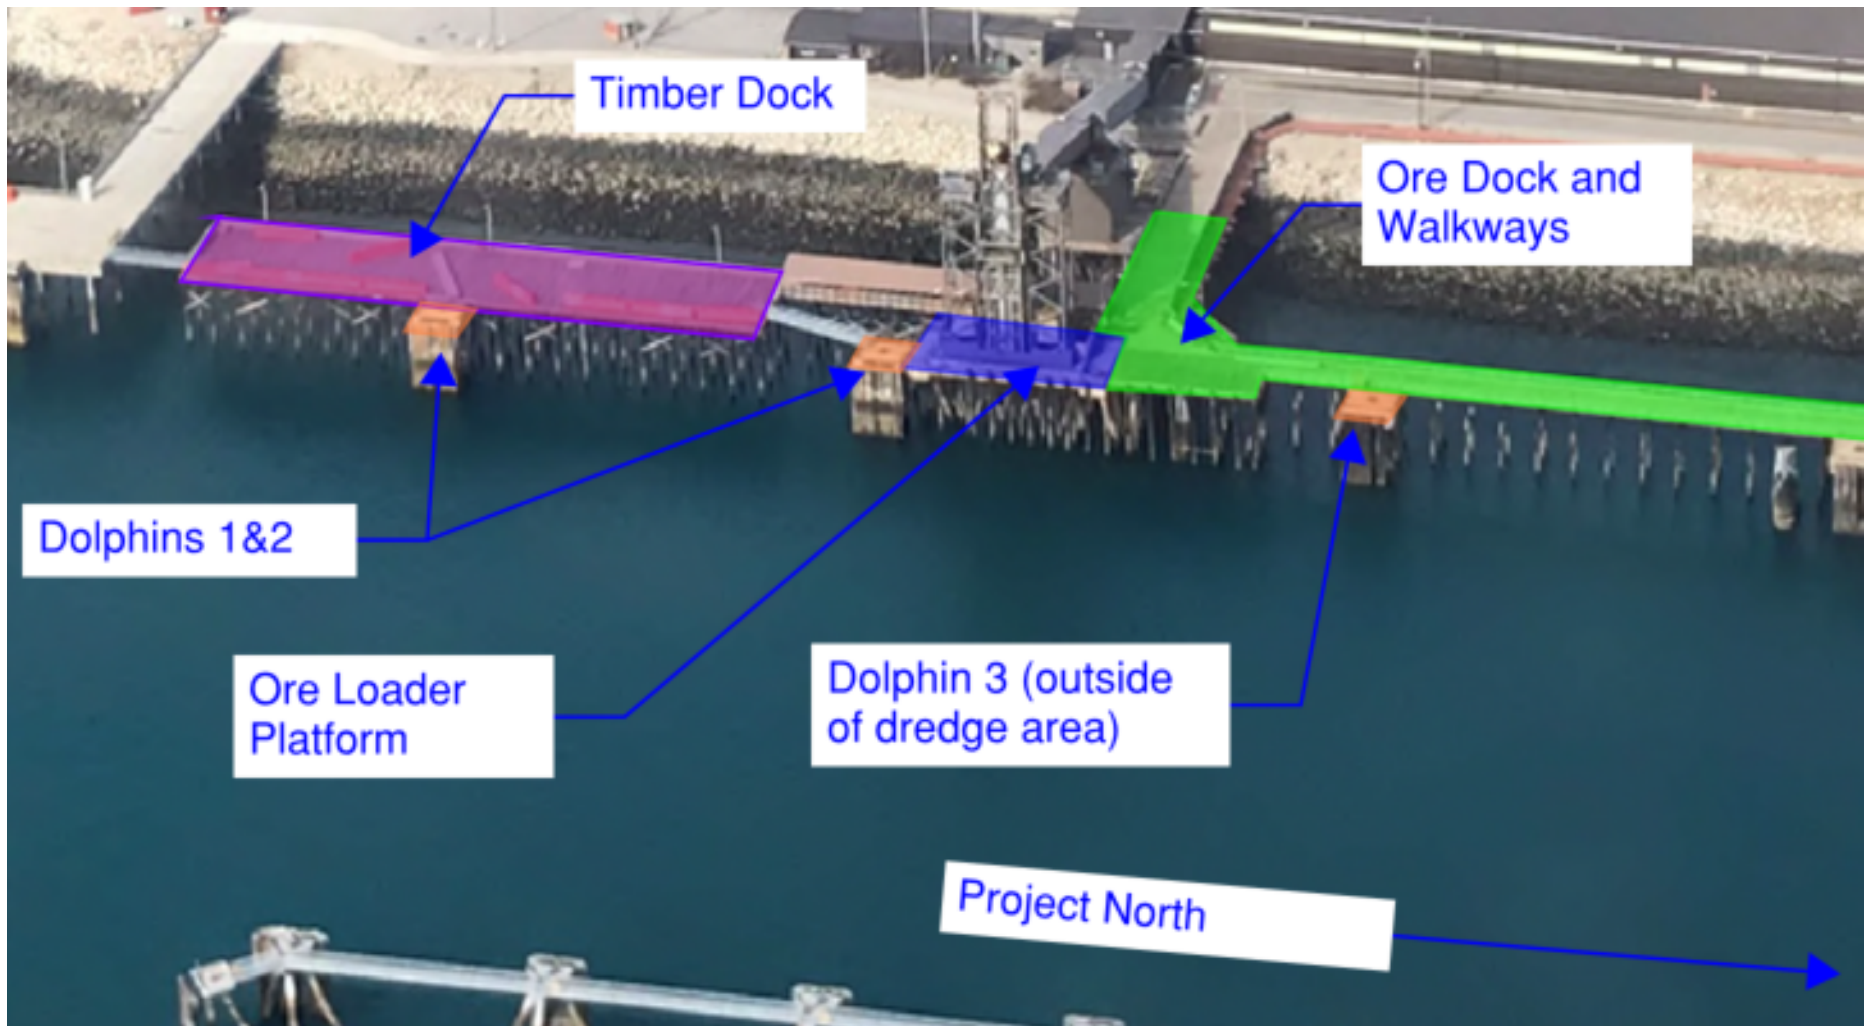 Timber Dock
Ore Dock and
Walkways
Dolphins 1&2
Ore Loader
Platform
Dolphin 3 (outside
of dredge area)
Project North